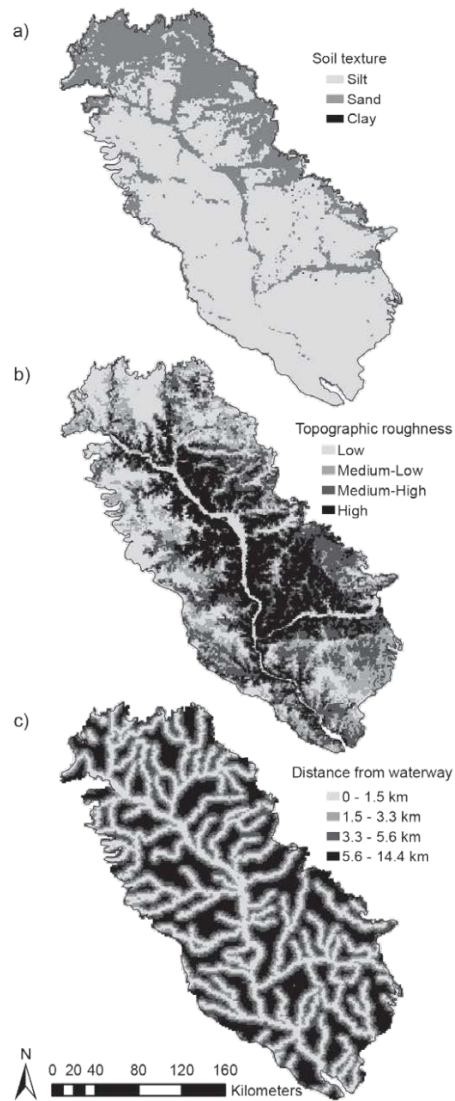 a)
Soil texture
Silt
Sand
Clay
b)
Topographic roughness
Low
Medium-Low
Medium-High
High
c)
Distance from waterway
0 - 1.5 km
1.5 - 3.3 km
3.3 - 5.6 km
5.6 - 14.4 km
N
0 20 40 80 120 160
Kilometers